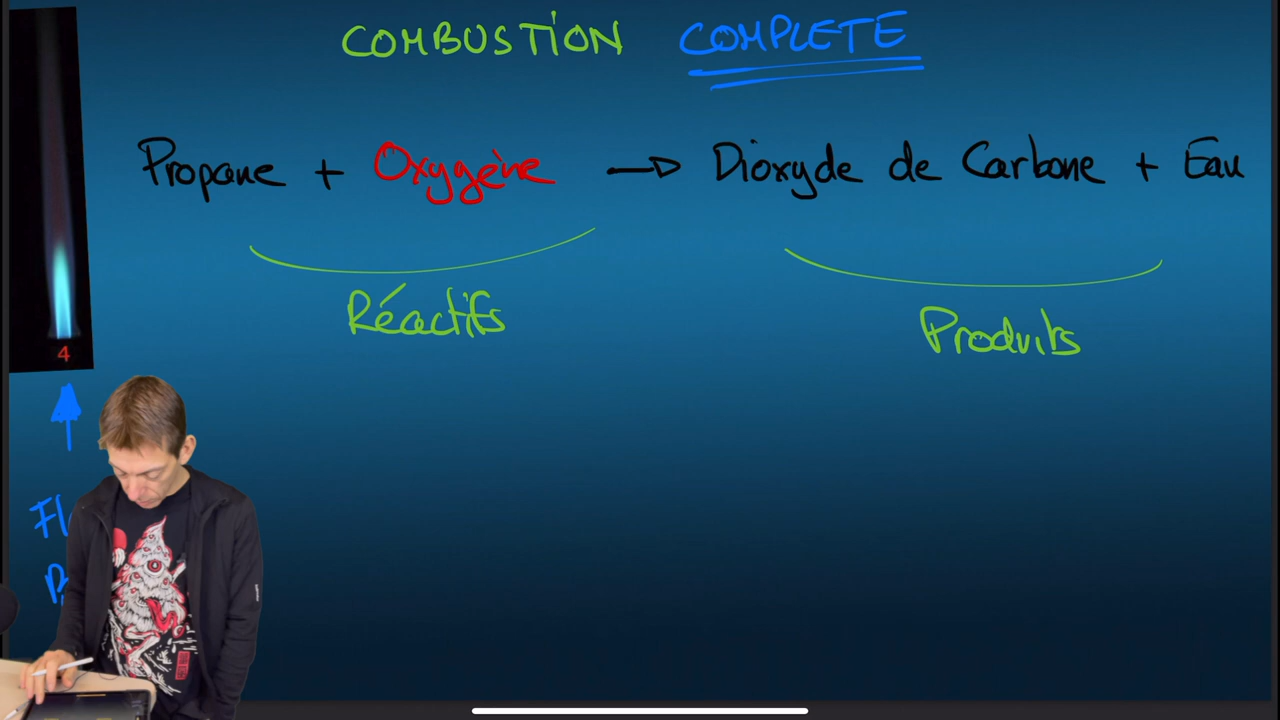 COMBUSTION COMPLETE
Propane + Oxygène → Dioxyde de Carbone + Eau
Réactifs
Produits
4